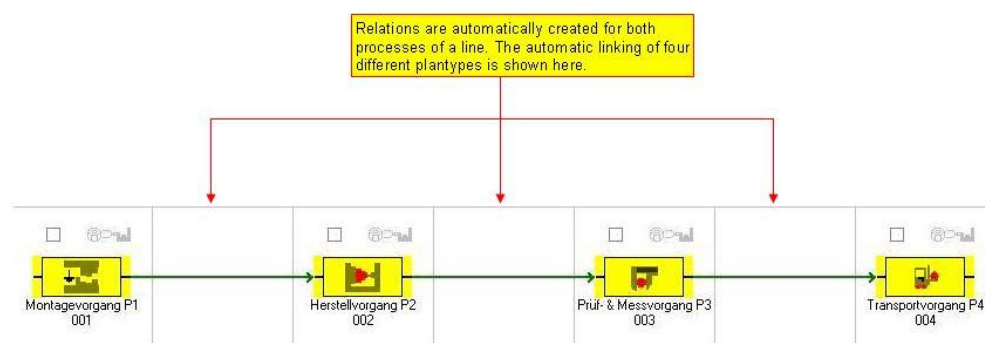 Relations are automatically created for both
processes of a line. The automatic linking of four
different plantypes is shown here.
Montagevorgang P1
001
Herstellvorgang P2
002
Prüf- & Messvorgang P3
003
Transportvorgang P4
004